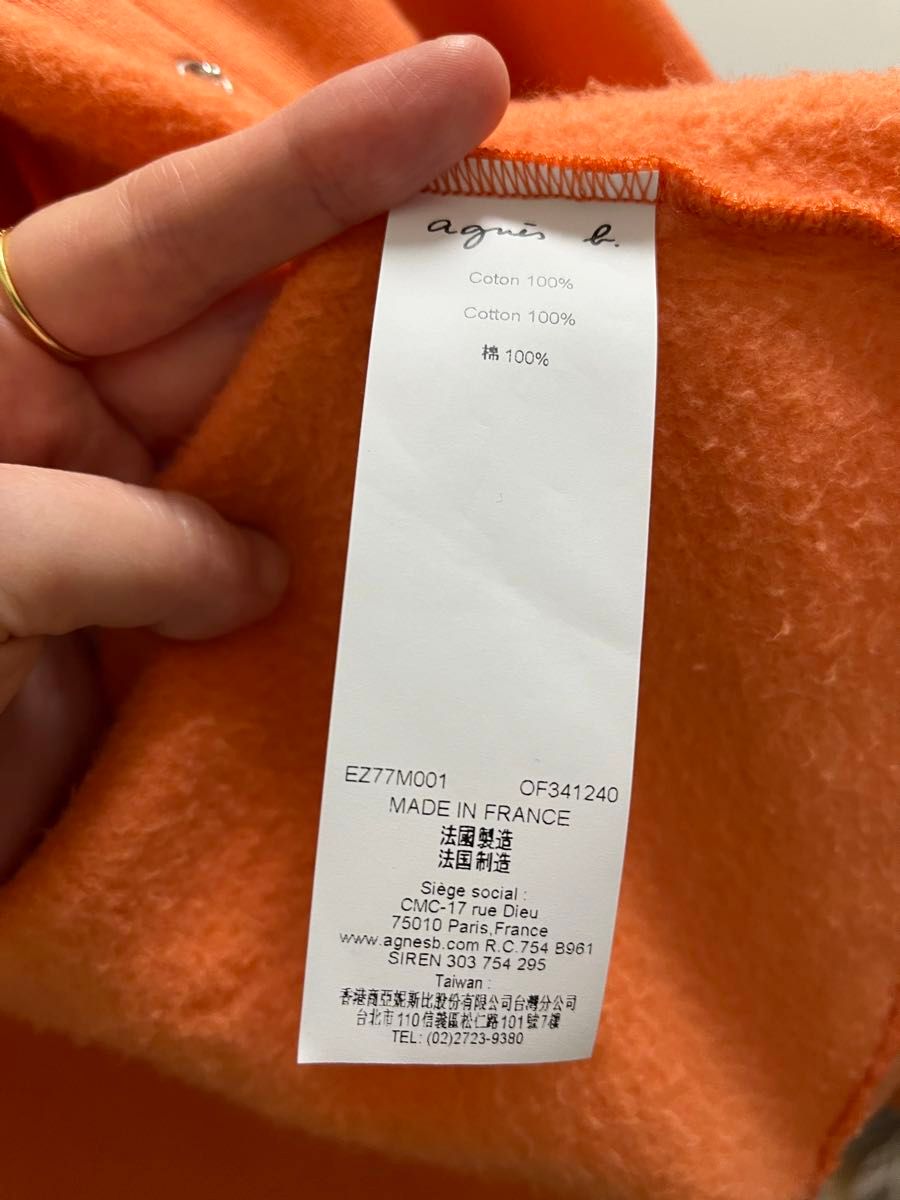 agnès b.
Coton 100%
Cotton 100%
棉 100%
EZ77M001 OF341240
MADE IN FRANCE
法國製造
法国制造
Siège social :
CMC-17 rue Dieu
75010 Paris,France
www.agnesb.com R.C.754 B961
SIREN 303 754 295
Taiwan :
香港商亞妮斯比股份有限公司台灣分公司
台北市110信義區松仁路101號7樓
TEL: (02)2723-9380